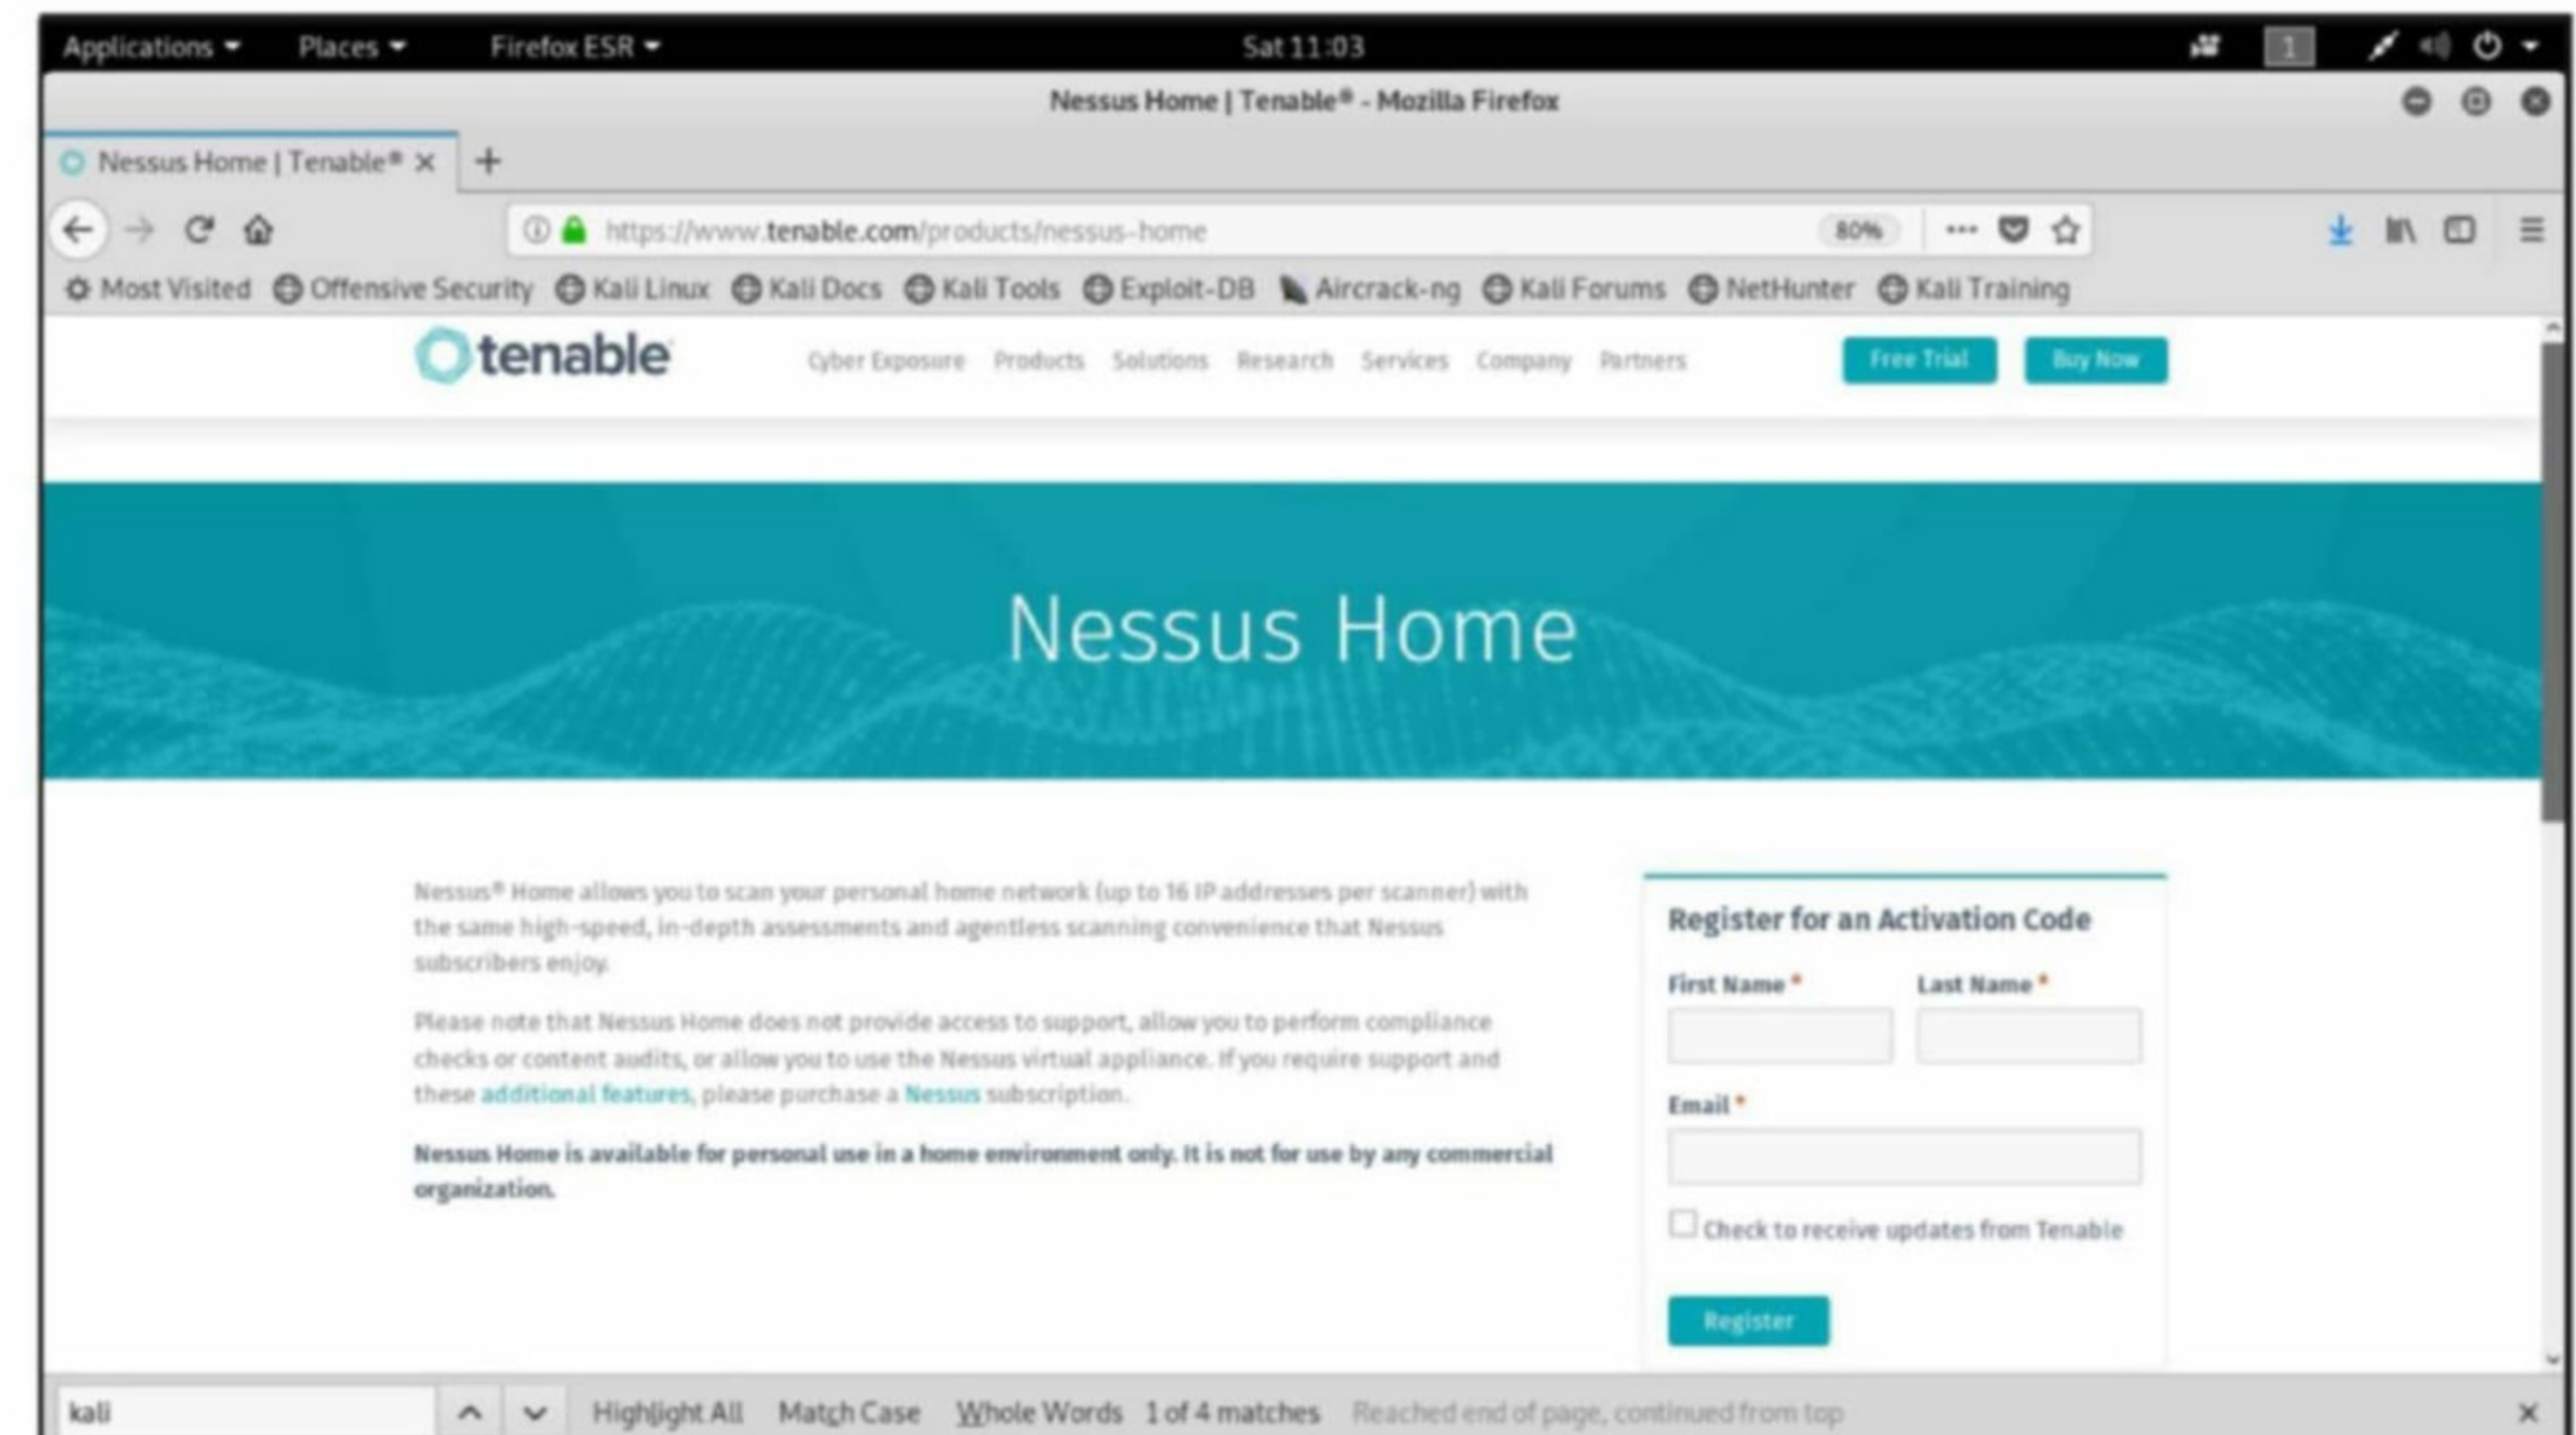 Applications Places Firefox ESR Sat 11:03 1
Nessus Home | Tenable® - Mozilla Firefox
Nessus Home | Tenable®
https://www.tenable.com/products/nessus-home 80%
Most Visited Offensive Security Kali Linux Kali Docs Kali Tools Exploit-DB Aircrack-ng Kali Forums NetHunter Kali Training
tenable Cyber Exposure Products Solutions Research Services Company Partners Free Trial Buy Now
Nessus Home
Nessus® Home allows you to scan your personal home network (up to 16 IP addresses per scanner) with
the same high-speed, in-depth assessments and agentless scanning convenience that Nessus
subscribers enjoy.
Please note that Nessus Home does not provide access to support, allow you to perform compliance
checks or content audits, or allow you to use the Nessus virtual appliance. If you require support and
these additional features, please purchase a Nessus subscription.
Nessus Home is available for personal use in a home environment only. It is not for use by any commercial
organization.
Register for an Activation Code
First Name * Last Name *
Email *
Check to receive updates from Tenable
Register
kali Highlight All Match Case Whole Words 1 of 4 matches Reached end of page, continued from top